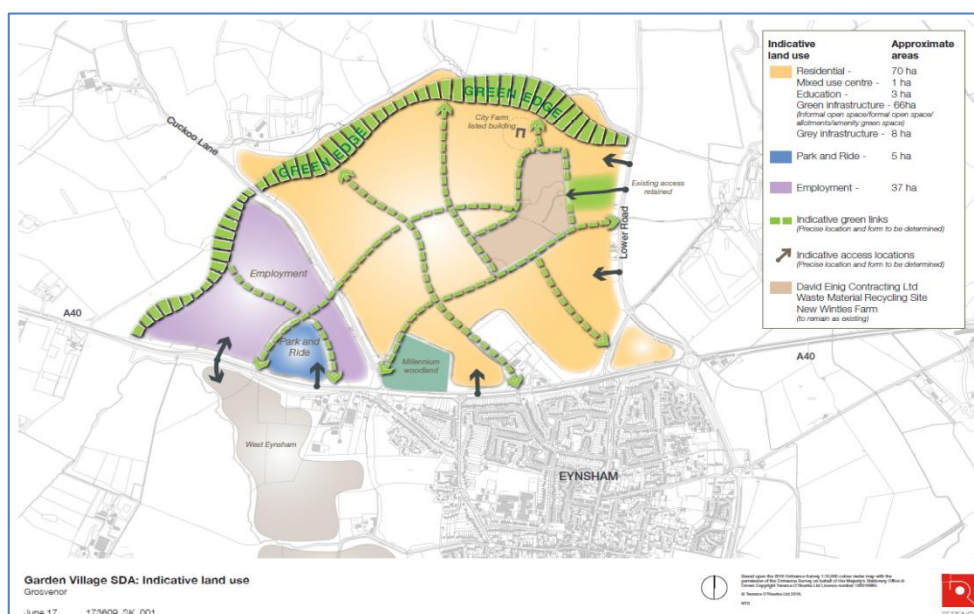 Indicative land use
Approximate areas
Residential - 70 ha
Mixed use centre - 1 ha
Education - 3 ha
Green infrastructure - 66ha
(Informal open space/formal open space/
allotments/amenity green space)
Grey infrastructure - 8 ha
Park and Ride - 5 ha
Employment - 37 ha
Indicative green links
(Precise location and form to be determined)
Indicative access locations
(Precise location and form to be determined)
David Einig Contracting Ltd
Waste Material Recycling Site
New Wintles Farm
(to remain as existing)
GREEN EDGE
City Farm
listed building
Cuckoo Lane
GREEN EDGE
Existing access
retained
Lower Road
Employment
A40
Park and
Ride
Millennium
woodland
A40
West Eynsham
EYNSHAM
Garden Village SDA: Indicative land use
Grosvenor
June 17 173609_SK_001
© Terence O'Rourke Ltd 2016.